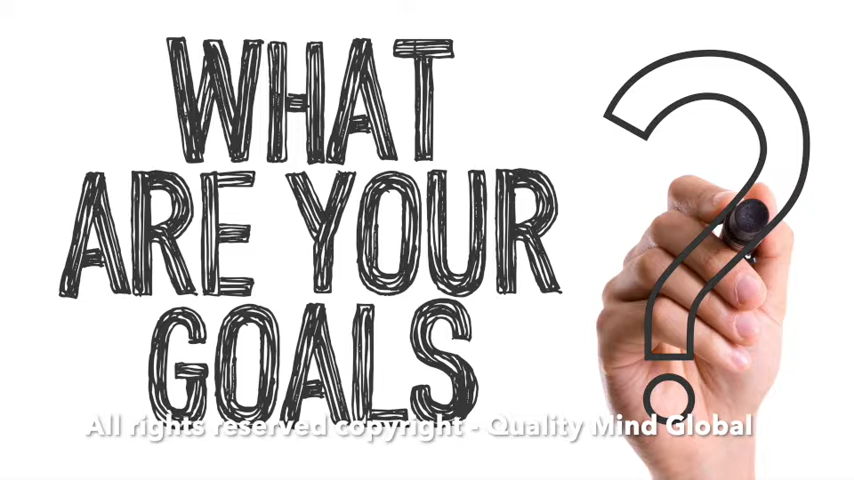 WHAT
ARE YOUR
GOALS?
All rights reserved copyright - Quality Mind Global